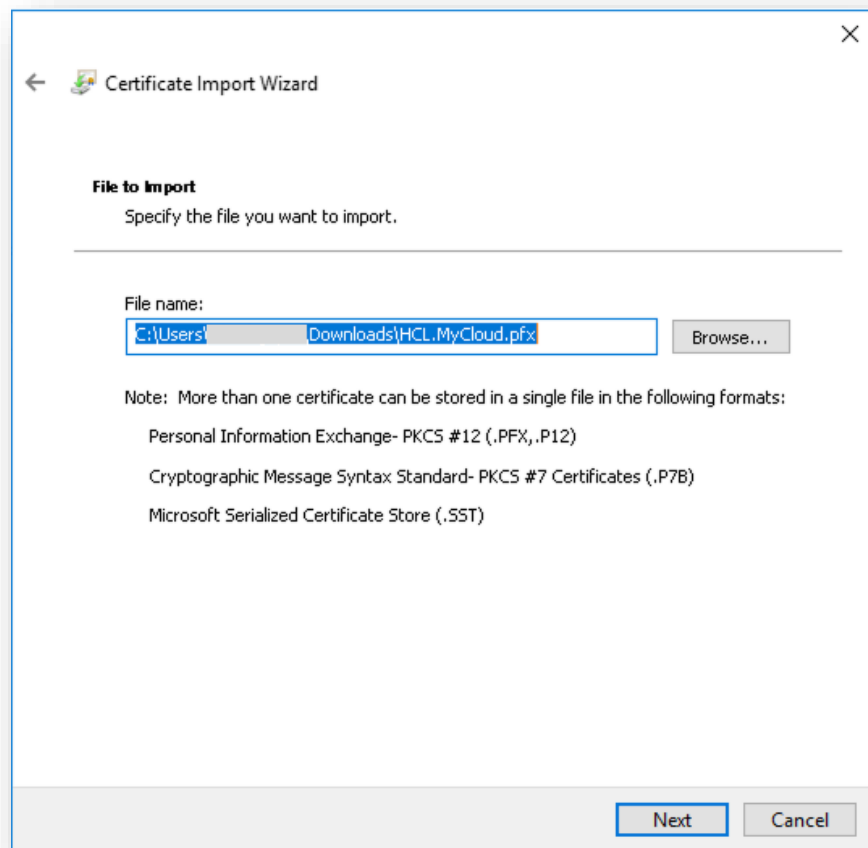 Certificate Import Wizard
File to Import
Specify the file you want to import.
File name:
C:\Users\ \Downloads\HCL.MyCloud.pfx
Browse...
Note: More than one certificate can be stored in a single file in the following formats:
Personal Information Exchange- PKCS #12 (.PFX,.P12)
Cryptographic Message Syntax Standard- PKCS #7 Certificates (.P7B)
Microsoft Serialized Certificate Store (.SST)
Next
Cancel